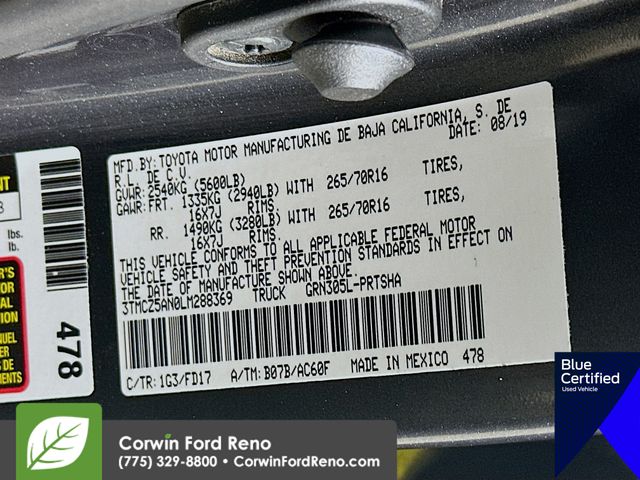 MFD.BY:TOYOTA MOTOR MANUFACTURING DE BAJA CALIFORNIA, S. DE
R.L. DE C.V. DATE: 08/19
GVWR: 2540KG (5600LB)
GAWR:FRT. 1335KG (2940LB) WITH 265/70R16 TIRES,
16X7J RIMS.
RR. 1490KG (3280LB) WITH 265/70R16 TIRES,
16X7J RIMS.
THIS VEHICLE CONFORMS TO ALL APPLICABLE FEDERAL MOTOR
VEHICLE SAFETY AND THEFT PREVENTION STANDARDS IN EFFECT ON
THE DATE OF MANUFACTURE SHOWN ABOVE.
3TMCZ5AN0LM288369 TRUCK GRN305L-PRTSHA
C/TR: 1G3/FD17 A/TM: B07B/AC60F MADE IN MEXICO 478
lbs.
lb.
478
Blue
Certified
Used Vehicle
Corwin Ford Reno
(775) 329-8800 • CorwinFordReno.com